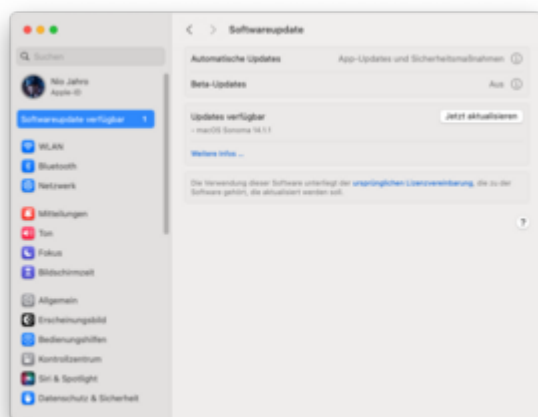 Softwareupdate
Suchen
Nio Jahro
Apple-ID
Softwareupdate verfügbar 1
WLAN
Bluetooth
Netzwerk
Mitteilungen
Ton
Fokus
Bildschirmzeit
Allgemein
Erscheinungsbild
Bedienungshilfen
Kontrollzentrum
Siri & Spotlight
Datenschutz & Sicherheit
Automatische Updates App-Updates und Sicherheitsmaßnahmen
Beta-Updates Aus
Updates verfügbar Jetzt aktualisieren
- macOS Sonoma 14.1.1
Weitere Infos ...
Die Verwendung dieser Software unterliegt der ursprünglichen Lizenzvereinbarung, die zu der
Software gehört, die aktualisiert werden soll.
?